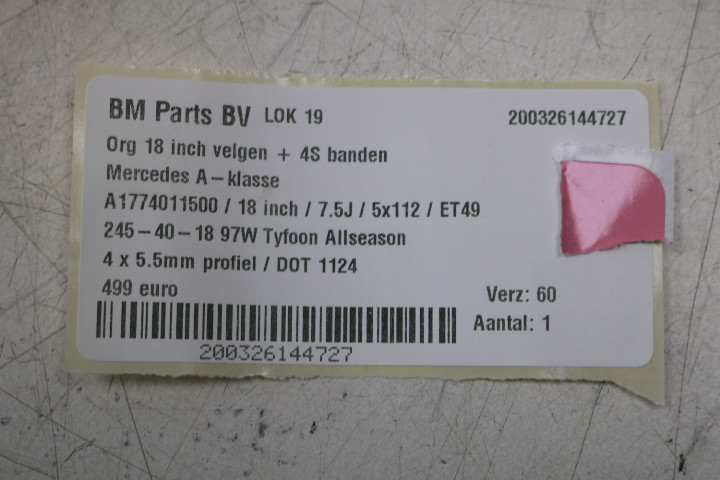 BM Parts BV LOK 19 200326144727
Org 18 inch velgen + 4S banden
Mercedes A-klasse
A1774011500 / 18 inch / 7.5J / 5x112 / ET49
245-40-18 97W Tyfoon Allseason
4 x 5.5mm profiel / DOT 1124
499 euro Verz: 60
Aantal: 1
200326144727